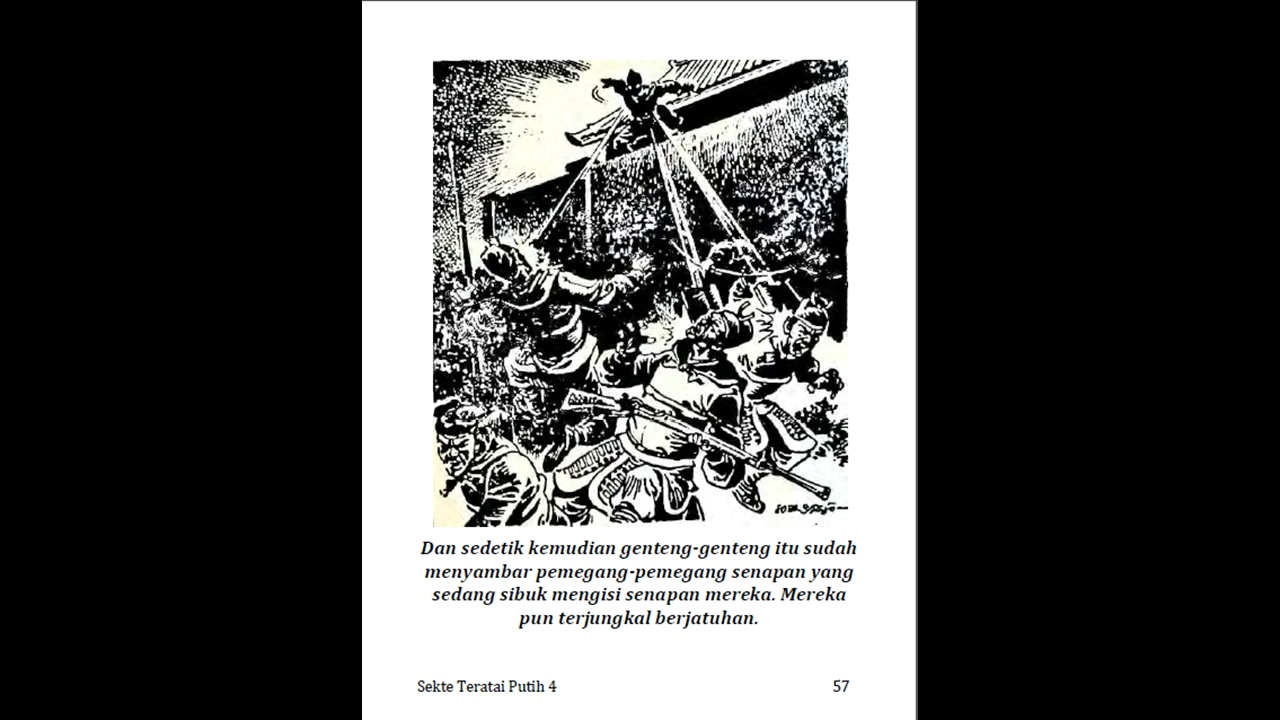 Dan sedetik kemudian genteng-genteng itu sudah
menyambar pemegang-pemegang senapan yang
sedang sibuk mengisi senapan mereka. Mereka
pun terjungkal berjatuhan.
Sekte Teratai Putih 4
57